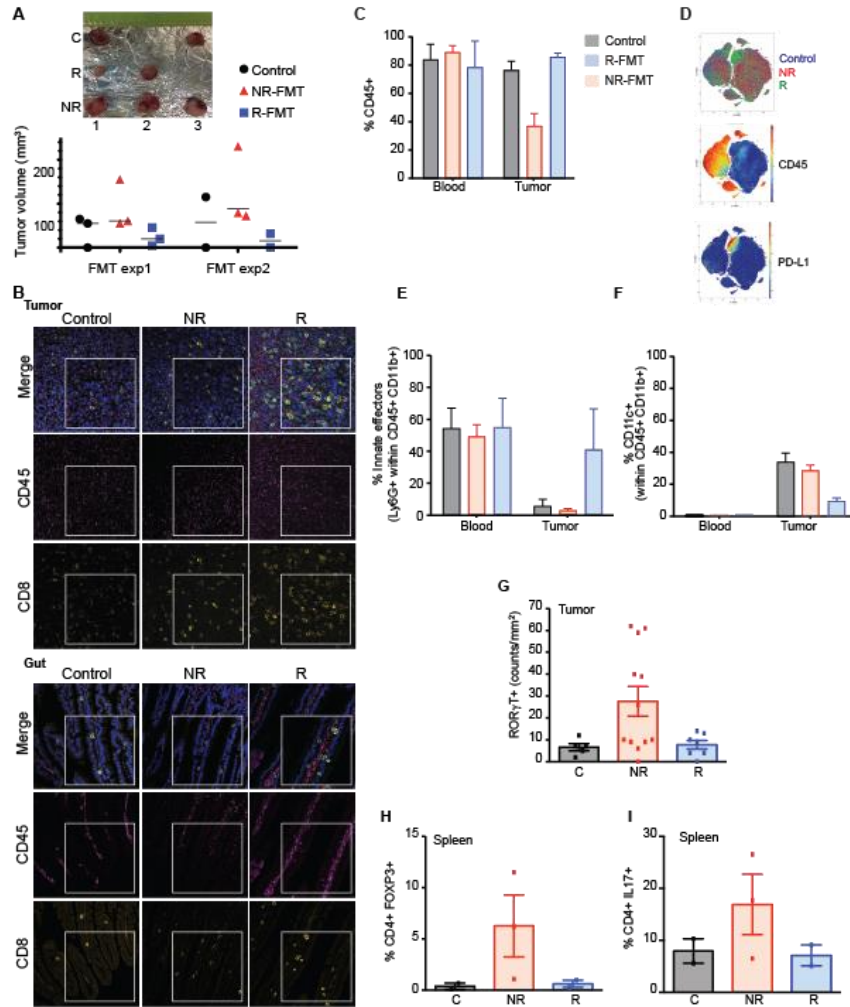 A
C
R
NR
1 2 3
Control
NR-FMT
R-FMT
Tumor volume (mm³)
200
100
FMT exp1 FMT exp2
B
Tumor
Control NR R
Merge
CD45
CD8
Gut
Control NR R
Merge
CD45
CD8
C
% CD45+
100
80
60
40
20
0
Blood Tumor
Control
R-FMT
NR-FMT
D
Control
NR
R
CD45
PD-L1
E
% Innate effectors
(Ly6G+ within CD45+ CD11b+)
100
80
60
40
20
0
Blood Tumor
F
% CD11c+
(within CD45+ CD11b+)
100
80
60
40
20
0
Blood Tumor
G
Tumor
RORγT+ (counts/mm²)
70
60
50
40
30
20
10
0
C NR R
H
Spleen
% CD4+ FOXP3+
15
10
5
0
C NR R
I
Spleen
% CD4+ IL17+
30
20
10
0
C NR R